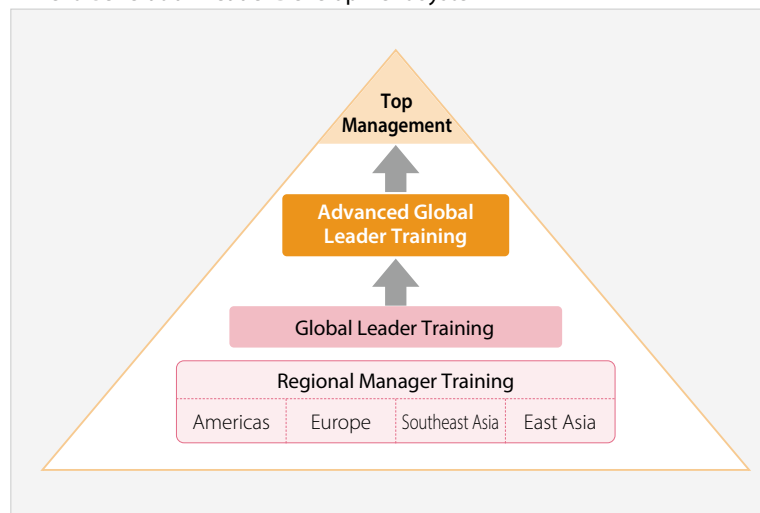 Top
Management
Advanced Global
Leader Training
Global Leader Training
Regional Manager Training
Americas
Europe
Southeast Asia
East Asia